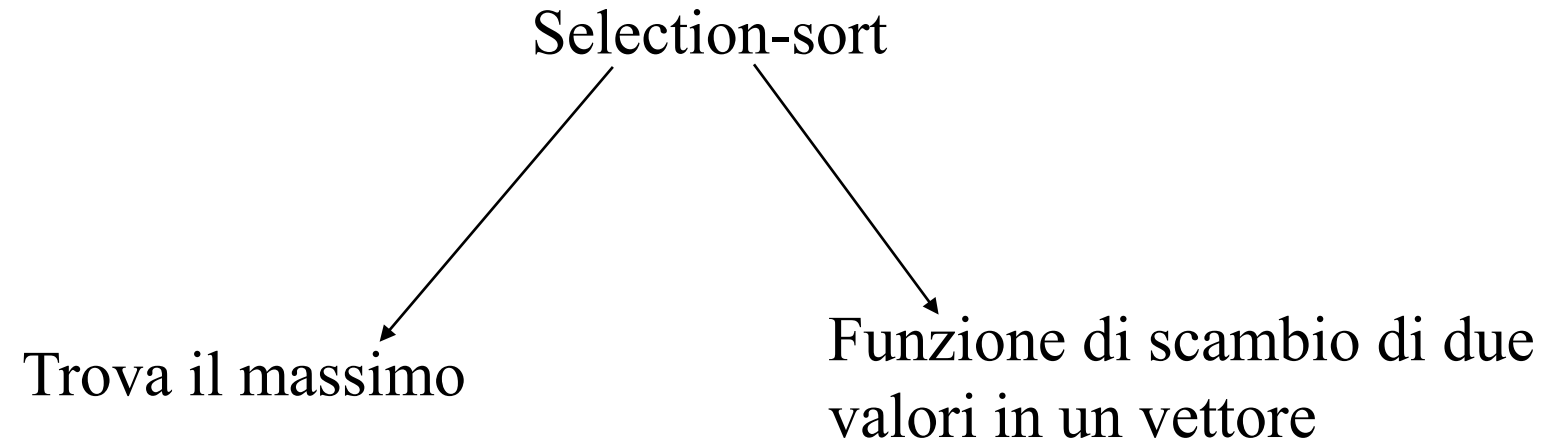 Selection-sort
Trova il massimo
Funzione di scambio di due
valori in un vettore